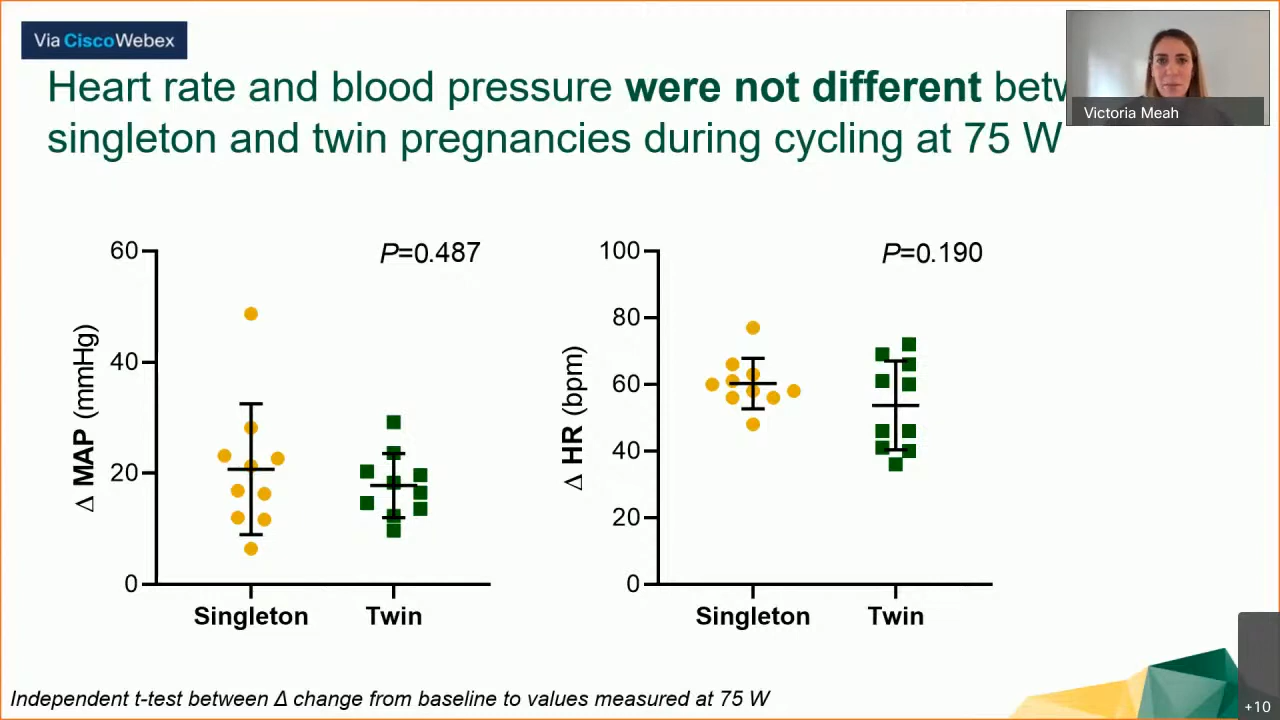 Via CiscoWebex
Heart rate and blood pressure were not different betw
singleton and twin pregnancies during cycling at 75 W
Victoria Meah
P=0.487
60
40
20
0
Δ MAP (mmHg)
Singleton
Twin
P=0.190
100
80
60
40
20
0
Δ HR (bpm)
Singleton
Twin
Independent t-test between Δ change from baseline to values measured at 75 W
+10